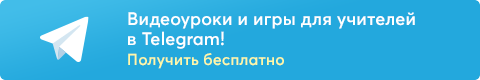 Видеоуроки и игры для учителей
в Telegram!
Получить бесплатно